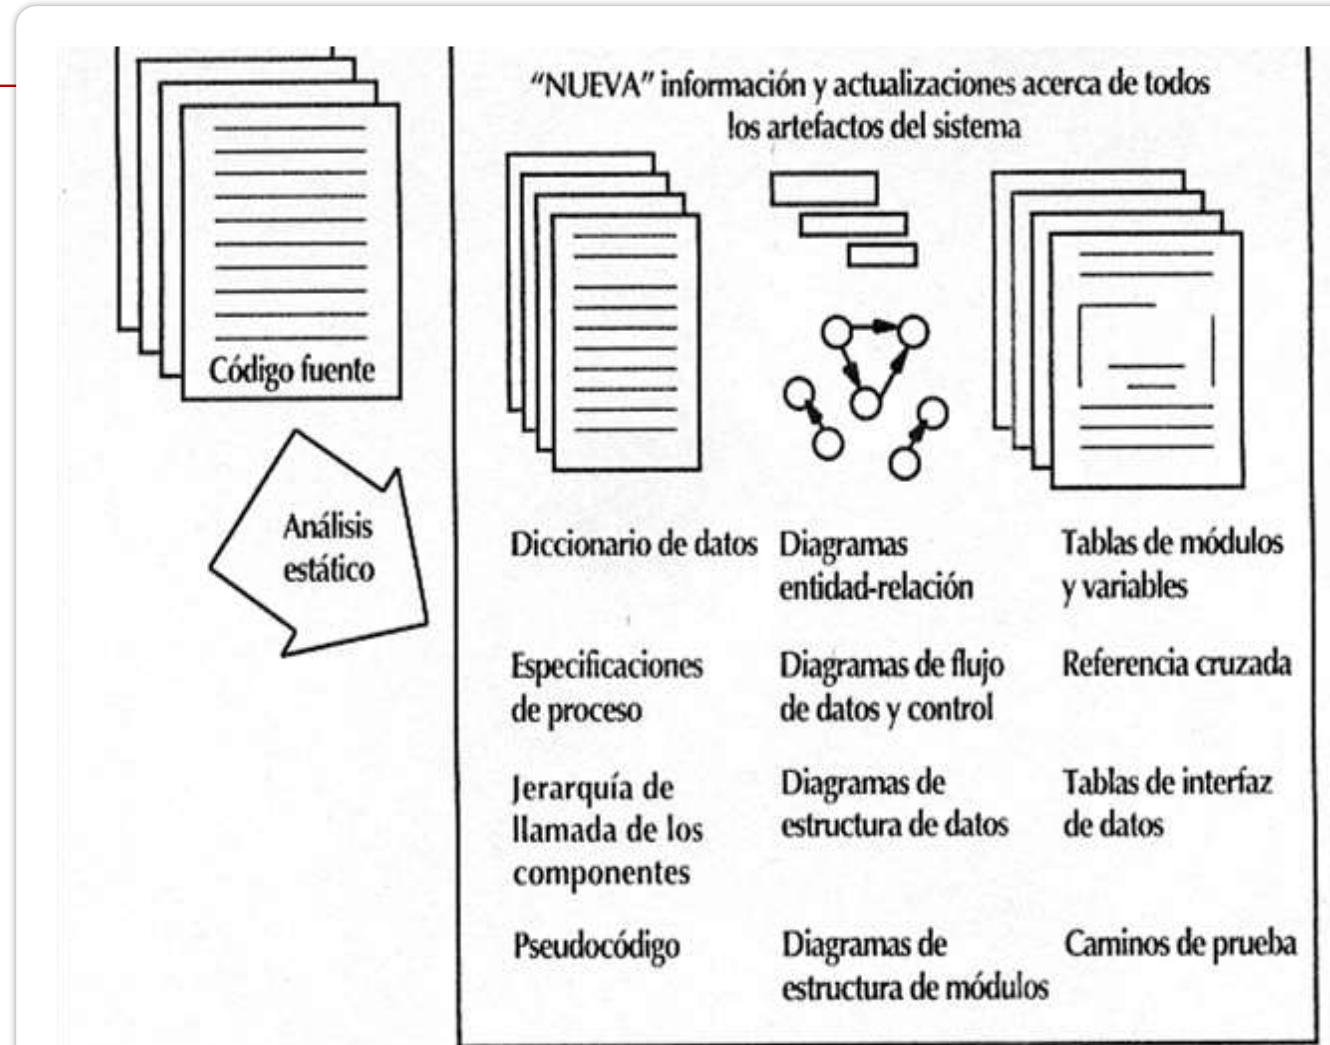 “NUEVA” información y actualizaciones acerca de todos
los artefactos del sistema
Código fuente
Análisis
estático
Diccionario de datos
Diagramas
entidad-relación
Tablas de módulos
y variables
Especificaciones
de proceso
Diagramas de flujo
de datos y control
Referencia cruzada
Jerarquía de
llamada de los
componentes
Diagramas de
estructura de datos
Tablas de interfaz
de datos
Pseudocódigo
Diagramas de
estructura de módulos
Caminos de prueba